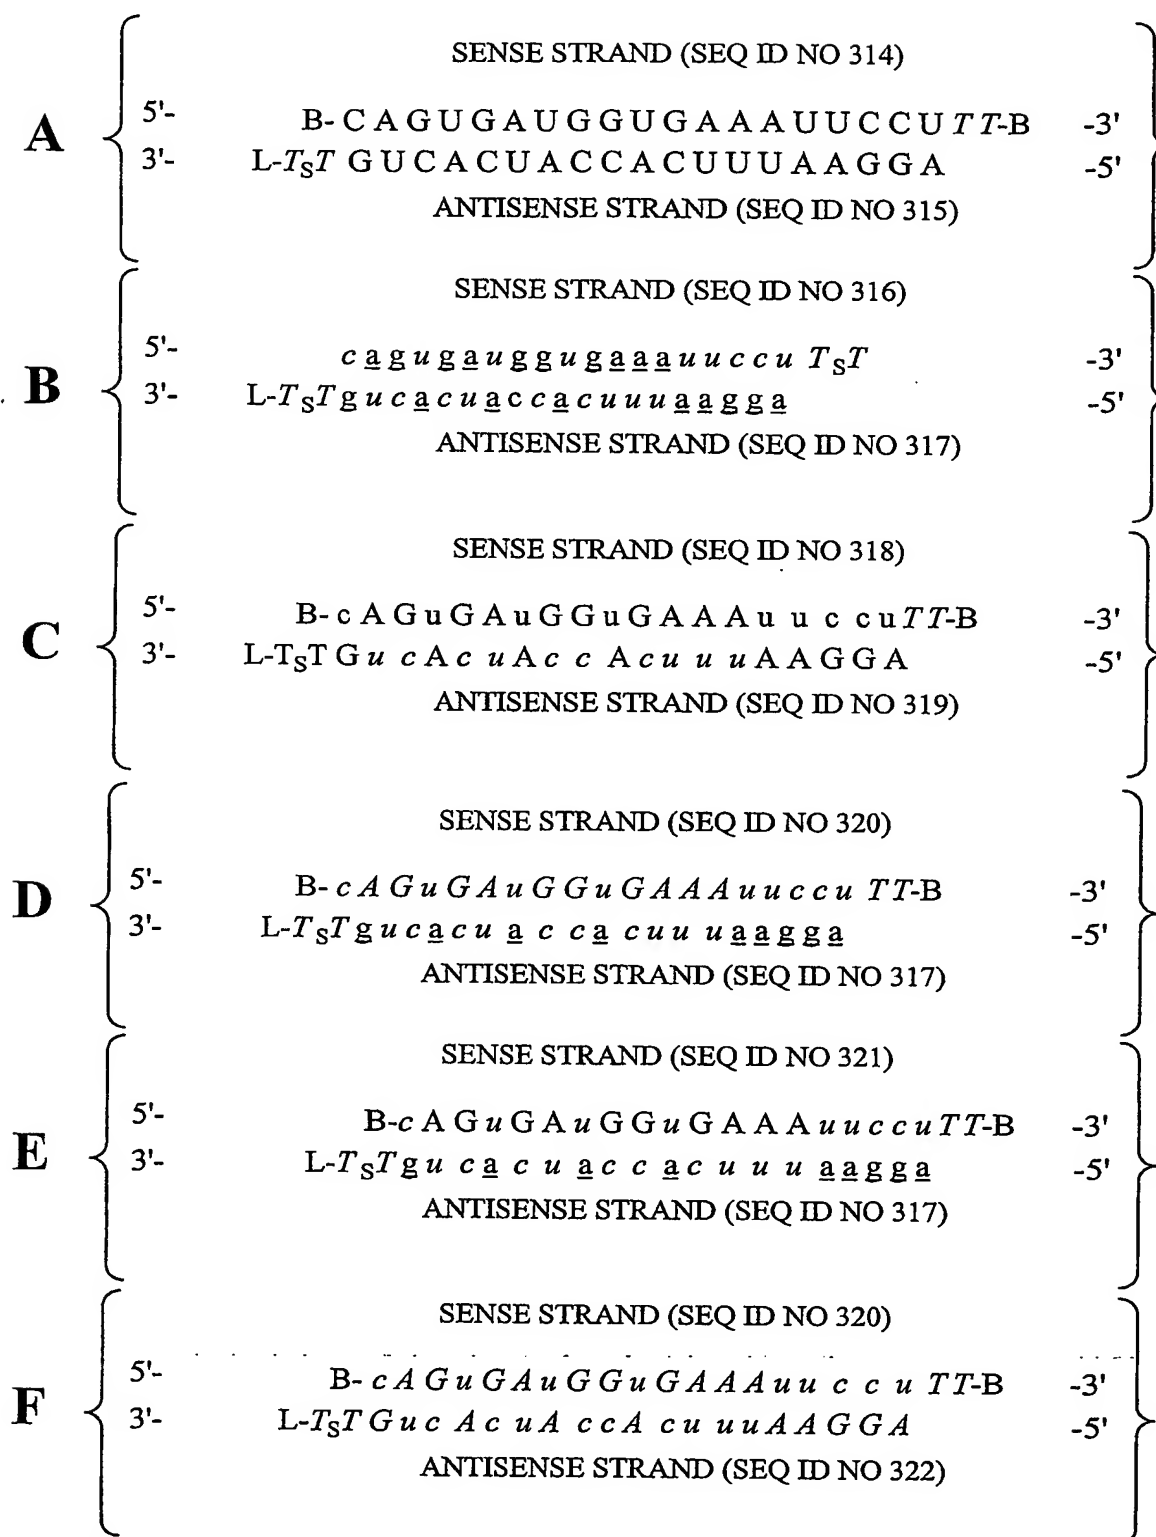 SENSE STRAND (SEQ ID NO 314)
A
5'- B- C A G U G A U G G U G A A A U U C C U T T-B -3'
3'- L-TST G U C A C U A C C A C U U U A A G G A -5'
ANTISENSE STRAND (SEQ ID NO 315)
SENSE STRAND (SEQ ID NO 316)
B
5'- c a g u g a u g g u g a a a u u c c u TST -3'
3'- L-TST g u c a c u a c c a c u u u a a g g a -5'
ANTISENSE STRAND (SEQ ID NO 317)
SENSE STRAND (SEQ ID NO 318)
C
5'- B- c A G u G A u G G u G A A A u u c c u TT-B -3'
3'- L-TST G u c A c u A c c A c u u u A A G G A -5'
ANTISENSE STRAND (SEQ ID NO 319)
SENSE STRAND (SEQ ID NO 320)
D
5'- B- c A G u G A u G G u G A A A u u c c u TT-B -3'
3'- L-TST g u c a c u a c c a c u u u a a g g a -5'
ANTISENSE STRAND (SEQ ID NO 317)
SENSE STRAND (SEQ ID NO 321)
E
5'- B-c A G u G A u G G u G A A A u u c c u TT-B -3'
3'- L-TST g u c a c u a c c a c u u u a a g g a -5'
ANTISENSE STRAND (SEQ ID NO 317)
SENSE STRAND (SEQ ID NO 320)
F
5'- B- c A G u G A u G G u G A A A u u c c u TT-B -3'
3'- L-TST G u c A c u A c c A c u u u A A G G A -5'
ANTISENSE STRAND (SEQ ID NO 322)